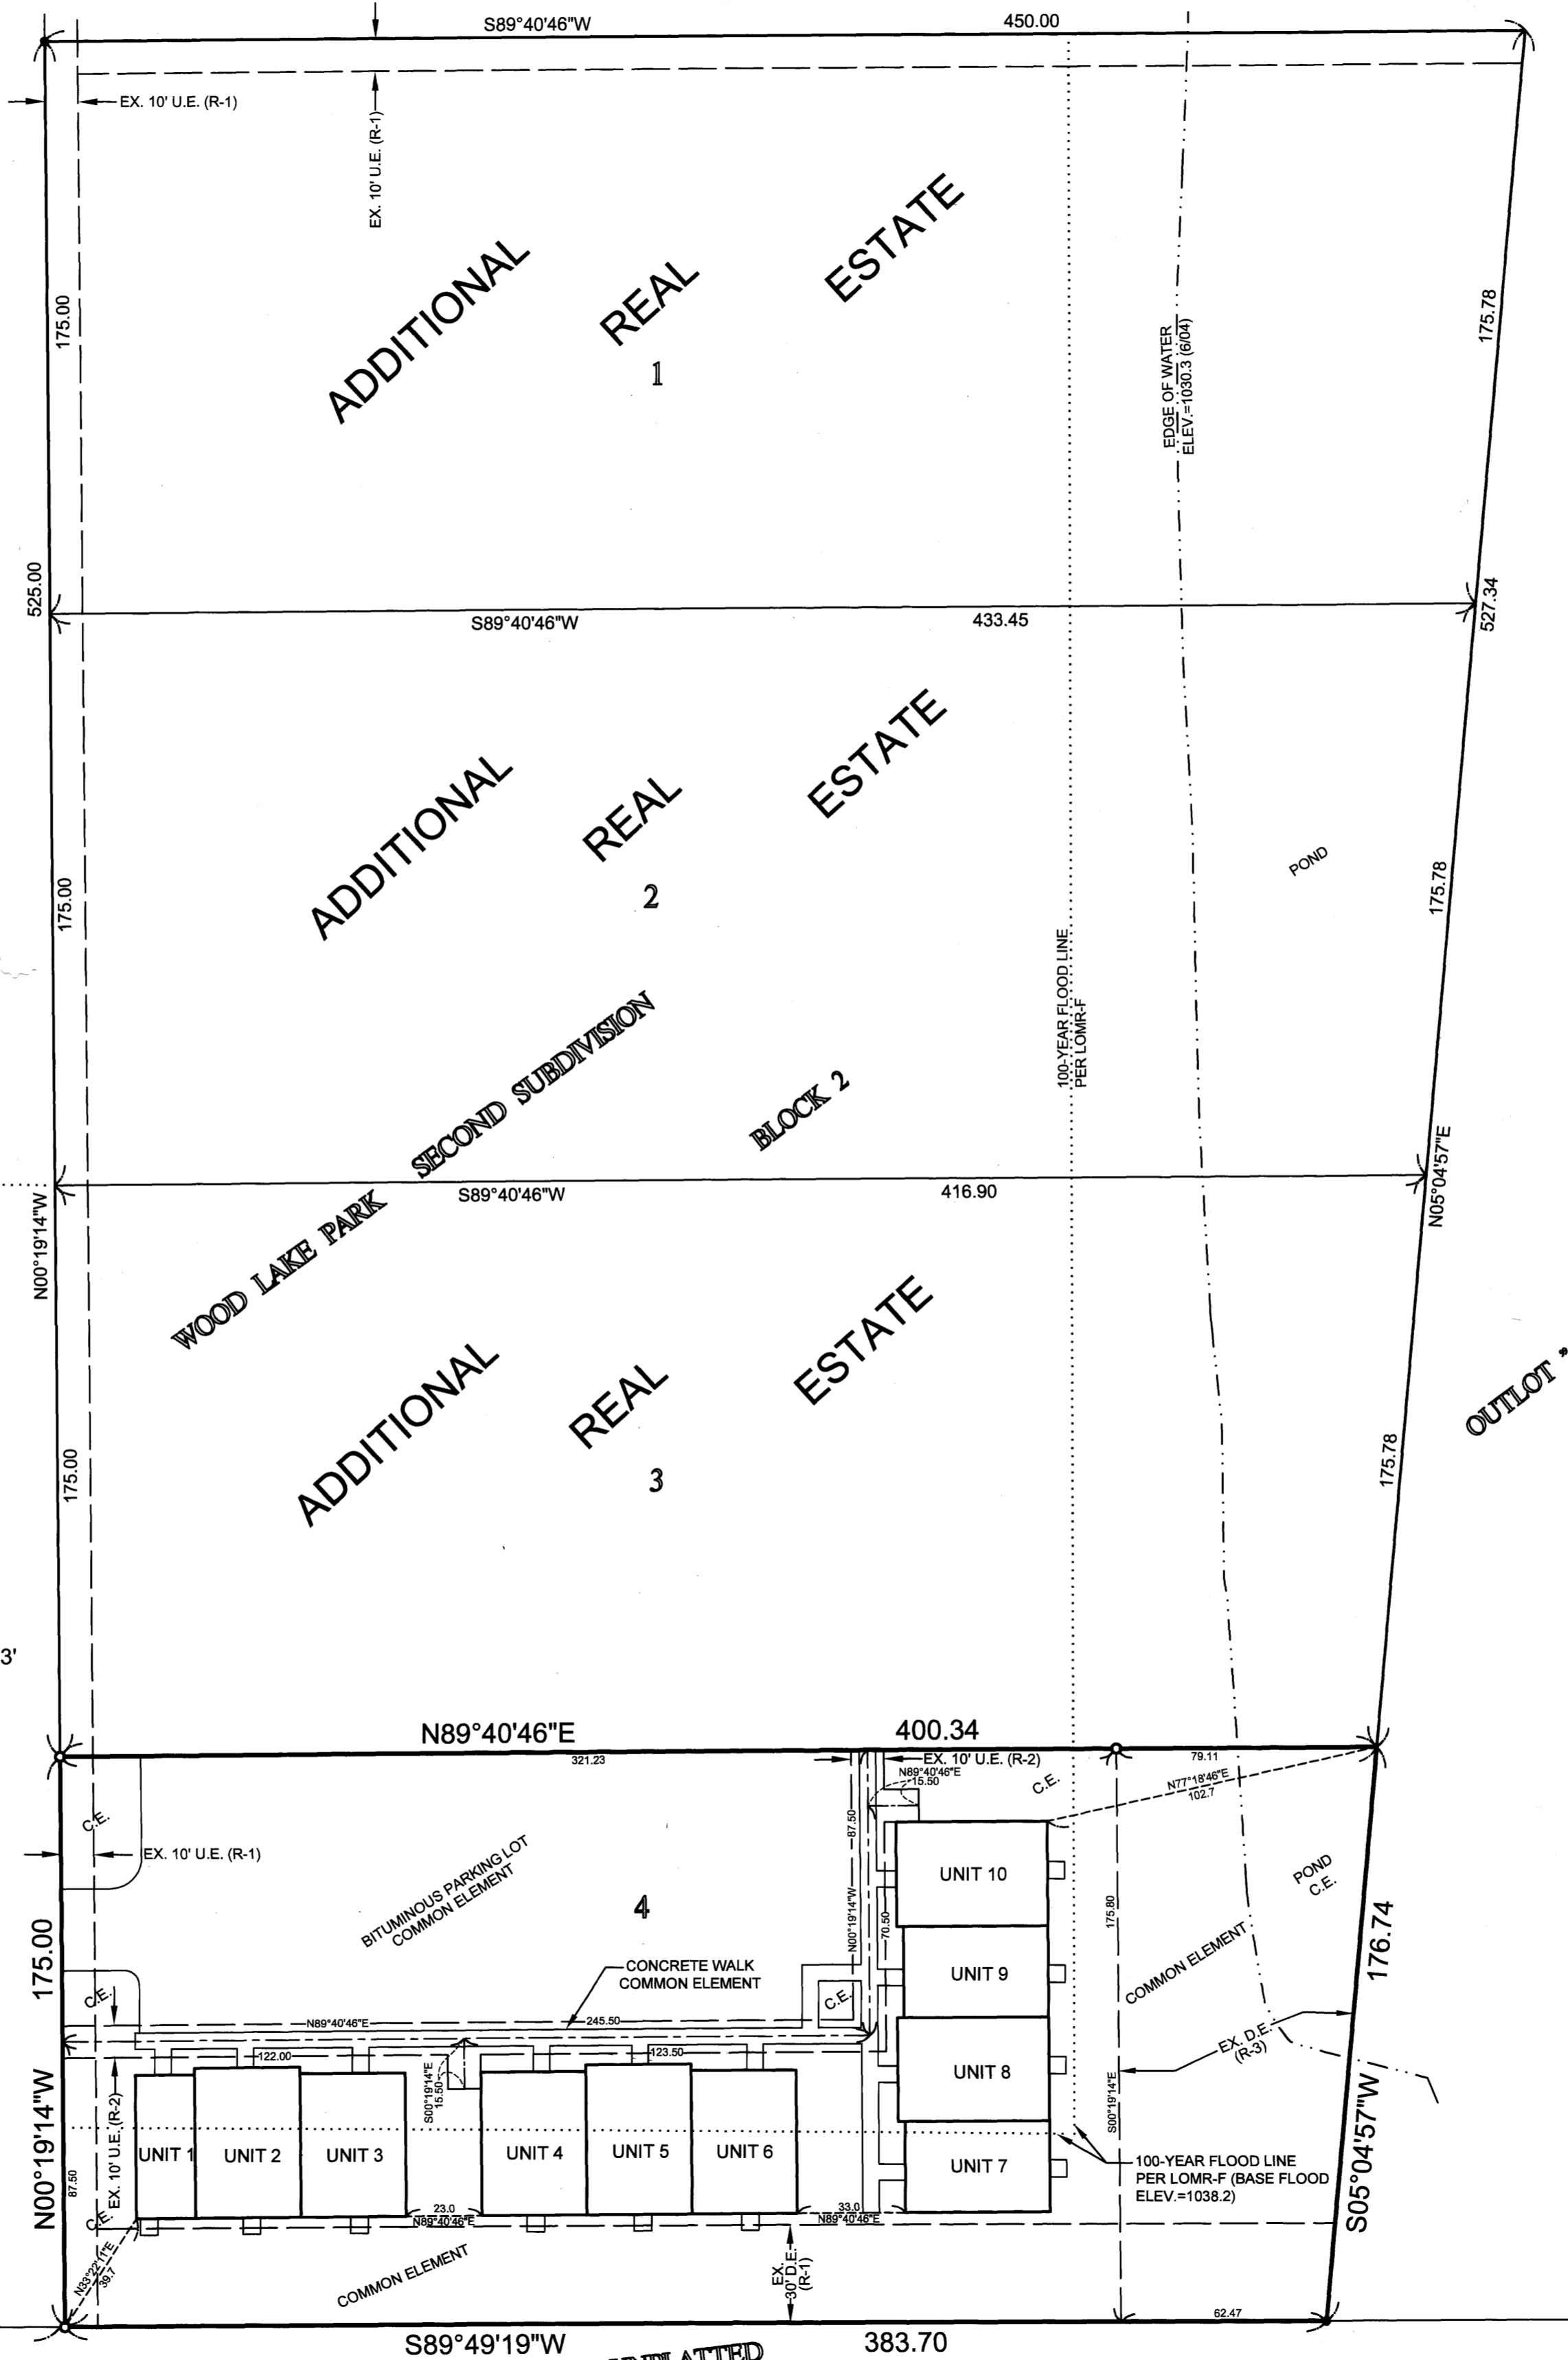 S89°40'46"W
450.00
EX. 10' U.E. (R-1)
EX. 10' U.E. (R-1)
ADDITIONAL REAL ESTATE
1
175.00
175.78
EDGE OF WATER
ELEV.=1030.3 (6/04)
525.00
527.34
S89°40'46"W
433.45
ADDITIONAL REAL ESTATE
2
175.00
175.78
POND
100-YEAR FLOOD LINE
PER LOMR-F
WOOD LAKE PARK SECOND SUBDIVISION
BLOCK 2
N05°04'57"E
S89°40'46"W
416.90
N00°19'14"W
ADDITIONAL REAL ESTATE
3
175.00
175.78
OUTLOT
3'
N89°40'46"E
400.34
321.23
79.11
EX. 10' U.E. (R-2)
N89°40'46"E
15.50
C.E.
N77°18'46"E
102.7
C.E.
EX. 10' U.E. (R-1)
BITUMINOUS PARKING LOT
COMMON ELEMENT
4
87.50
N00°19'14"W
70.50
UNIT 10
175.80
POND
C.E.
175.00
176.74
COMMON ELEMENT
CONCRETE WALK
COMMON ELEMENT
UNIT 9
C.E.
C.E.
N89°40'46"E
245.50
EX. D.E.
(R-3)
122.00
123.50
S00°19'14"E
15.50
UNIT 8
S00°19'14"E
N00°19'14"W
S05°04'57"W
EX. 10' U.E. (R-2)
87.50
UNIT 1
UNIT 2
UNIT 3
UNIT 4
UNIT 5
UNIT 6
UNIT 7
100-YEAR FLOOD LINE
PER LOMR-F (BASE FLOOD
ELEV.=1038.2)
C.E.
23.0
N89°40'46"E
33.0
N89°40'46"E
N33°22'11"E
39.7
COMMON ELEMENT
EX.
30' D.E.
(R-1)
62.47
S89°49'19"W
383.70